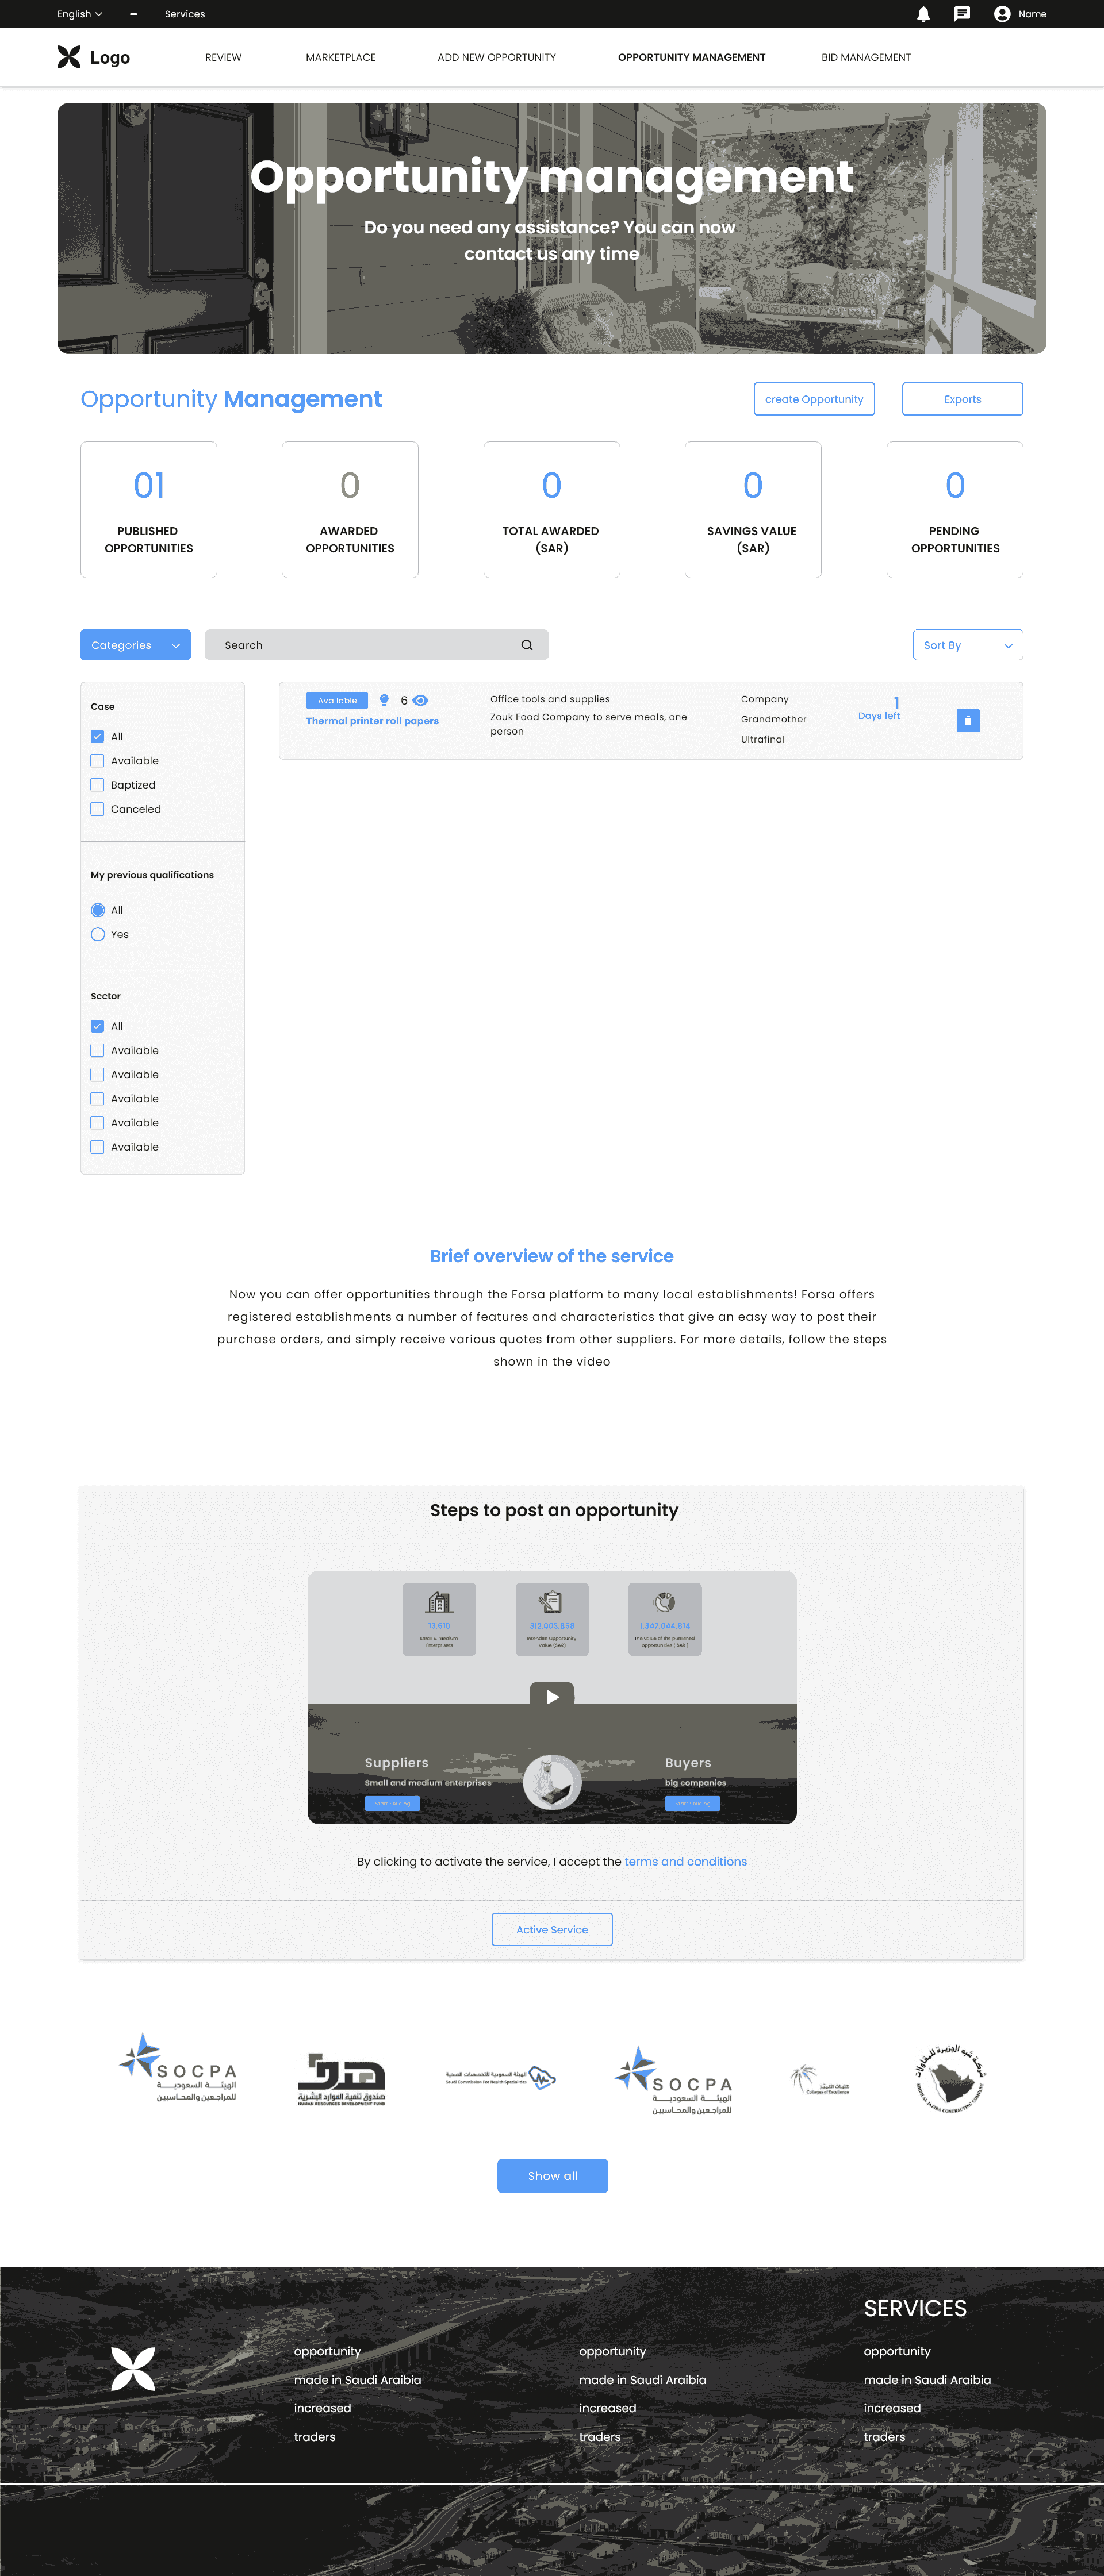 English
Services
Name
Logo
REVIEW
MARKETPLACE
ADD NEW OPPORTUNITY
OPPORTUNITY MANAGEMENT
BID MANAGEMENT
Opportunity management
Do you need any assistance? You can now
contact us any time
Opportunity Management
create Opportunity
Exports
01
PUBLISHED
OPPORTUNITIES
0
AWARDED
OPPORTUNITIES
0
TOTAL AWARDED
(SAR)
0
SAVINGS VALUE
(SAR)
0
PENDING
OPPORTUNITIES
Categories
Search
Sort By
Case
All
Available
Baptized
Canceled
My previous qualifications
All
Yes
Scctor
All
Available
Available
Available
Available
Available
Available
6
Thermal printer roll papers
Office tools and supplies
Zouk Food Company to serve meals, one
person
Company
Grandmother
Ultrafinal
1
Days left
Brief overview of the service
Now you can offer opportunities through the Forsa platform to many local establishments! Forsa offers
registered establishments a number of features and characteristics that give an easy way to post their
purchase orders, and simply receive various quotes from other suppliers. For more details, follow the steps
shown in the video
Steps to post an opportunity
13,610
Small & medium
Enterprises
312,003,859
Intended Opportunity
Value (SAR)
1,347,044,814
The value of the published
opportunities ( SAR )
Suppliers
Small and medium enterprises
Buyers
big companies
By clicking to activate the service, I accept the terms and conditions
Active Service
SOCPA
الهيئة السعودية
للمراجعين والمحاسبين
هدف
صندوق تنمية الموارد البشرية
HUMAN RESOURCES DEVELOPMENT FUND
الهيئة السعودية للتخصصات الصحية
Saudi Commission For Health Specialties
SOCPA
الهيئة السعودية
للمراجعين والمحاسبين
كليات التميز
Colleges of Excellence
شركة شبه الجزيرة للمقاولات
Show all
SERVICES
opportunity
made in Saudi Araibia
increased
traders
opportunity
made in Saudi Araibia
increased
traders
opportunity
made in Saudi Araibia
increased
traders